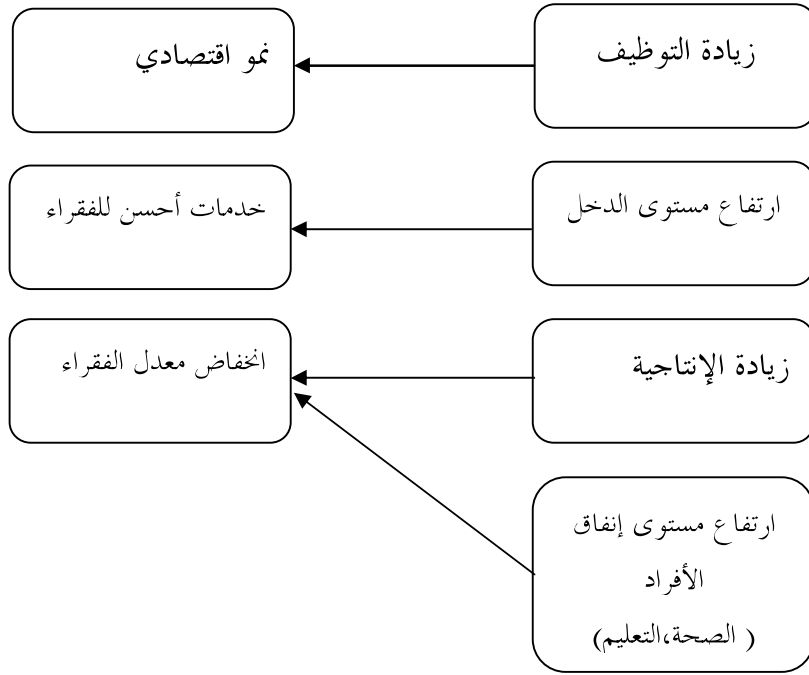 زيادة التوظيف
نمو اقتصادي
ارتفاع مستوى الدخل
خدمات أحسن للفقراء
زيادة الإنتاجية
انخفاض معدل الفقراء
ارتفاع مستوى إنفاق
الأفراد
( الصحة،التعليم)